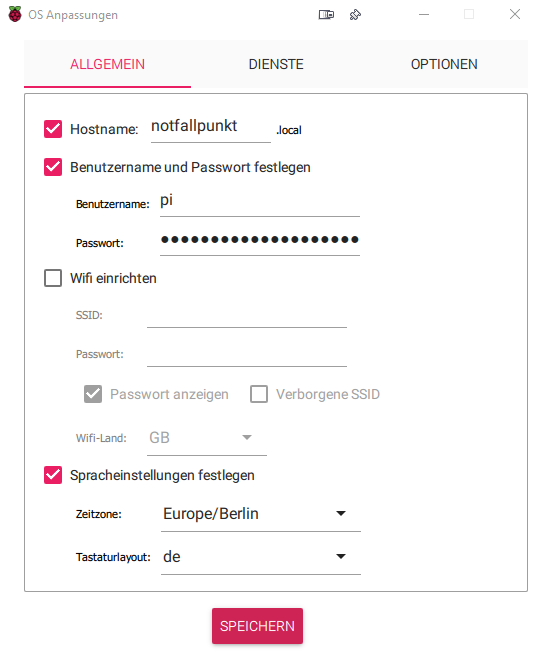 OS Anpassungen
ALLGEMEIN DIENSTE OPTIONEN
Hostname: notfallpunkt .local
Benutzername und Passwort festlegen
Benutzername: pi
Passwort: ●●●●●●●●●●●●●●●●●●●●
Wifi einrichten
SSID:
Passwort:
Passwort anzeigen Verborgene SSID
Wifi-Land: GB
Spracheinstellungen festlegen
Zeitzone: Europe/Berlin
Tastaturlayout: de
SPEICHERN